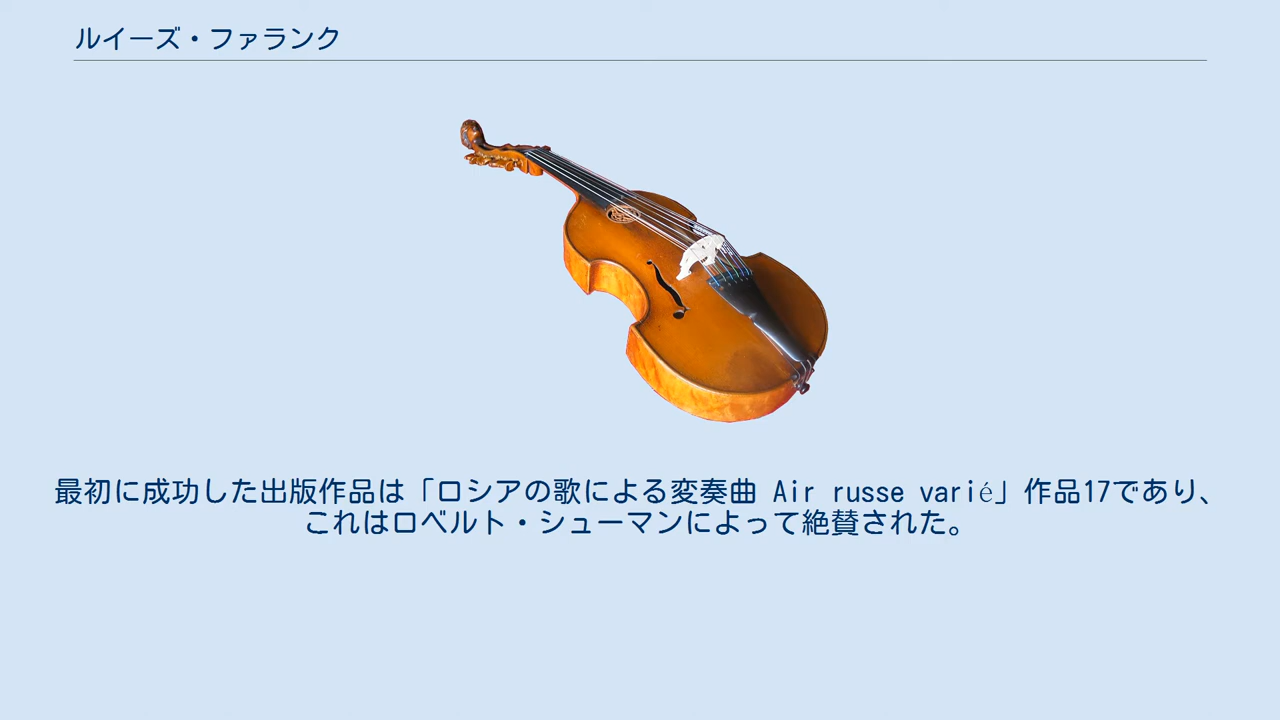 ルイーズ・ファランク
最初に成功した出版作品は「ロシアの歌による変奏曲 Air russe varié」作品17であり、
これはロベルト・シューマンによって絶賛された。